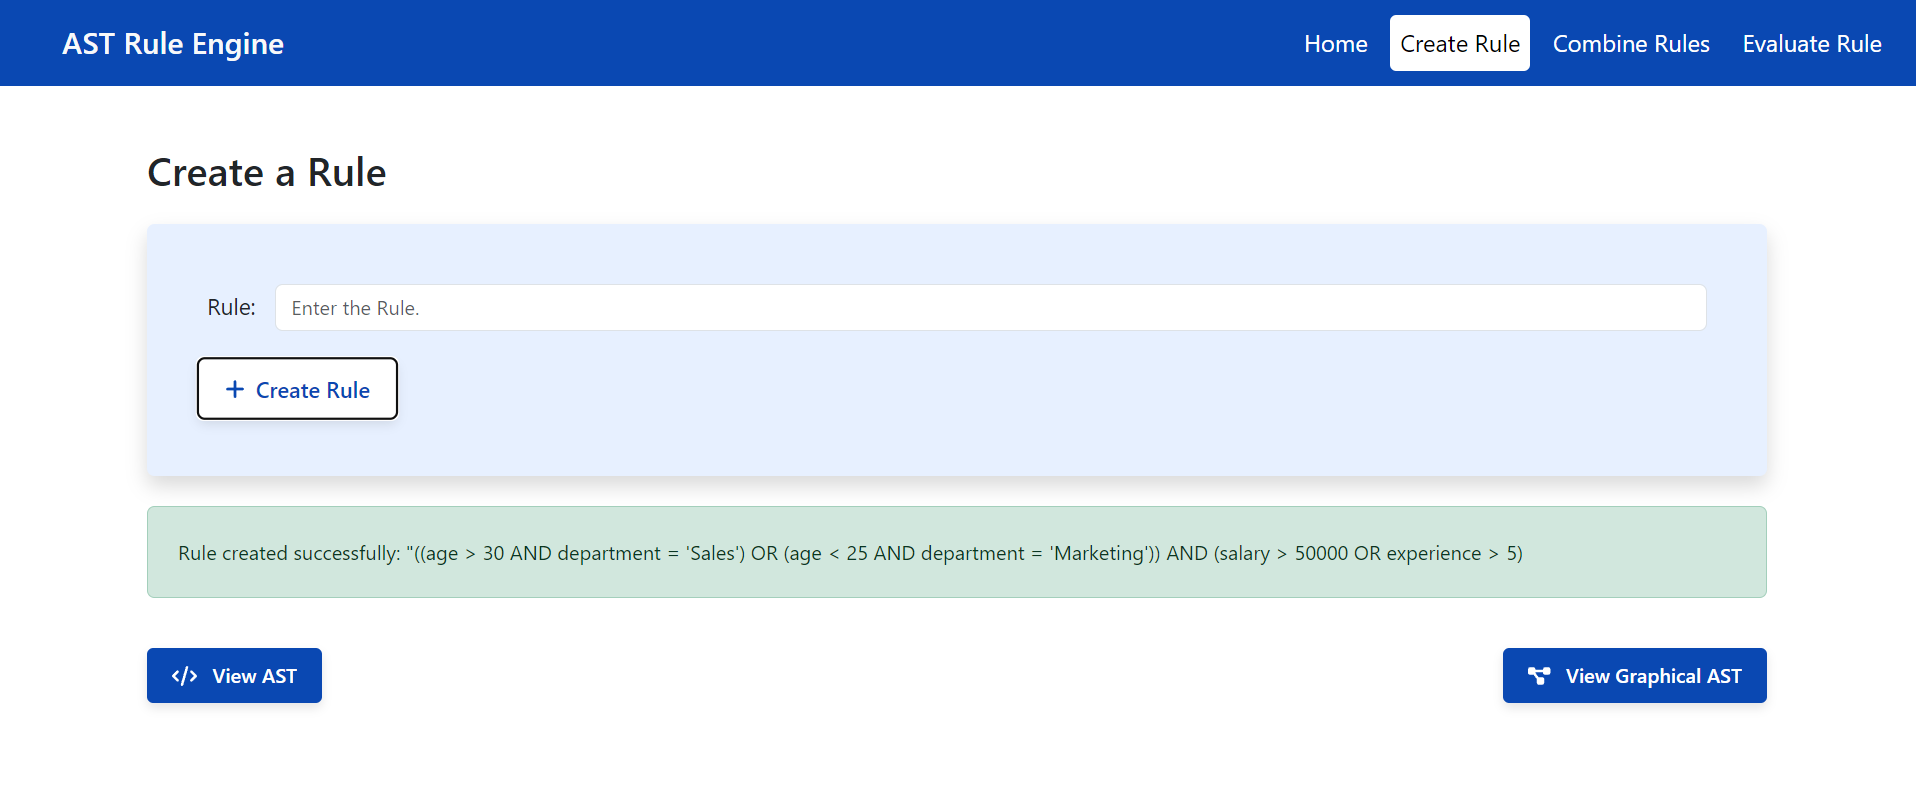 AST Rule Engine
Home Create Rule Combine Rules Evaluate Rule
Create a Rule
Rule: Enter the Rule.
+ Create Rule
Rule created successfully: "((age > 30 AND department = 'Sales') OR (age < 25 AND department = 'Marketing')) AND (salary > 50000 OR experience > 5)
</> View AST
View Graphical AST